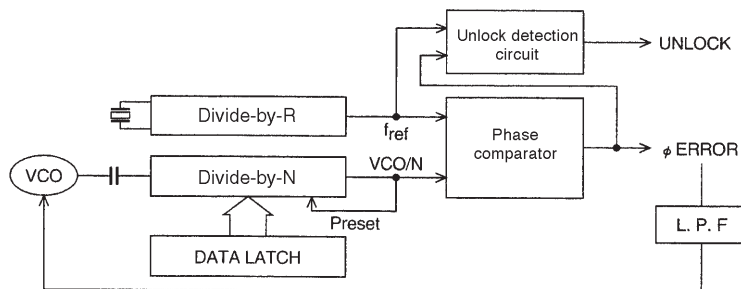 Unlock detection
circuit
UNLOCK
Divide-by-R
fref
Phase
comparator
φ ERROR
VCO
Divide-by-N
VCO/N
Preset
DATA LATCH
L. P. F